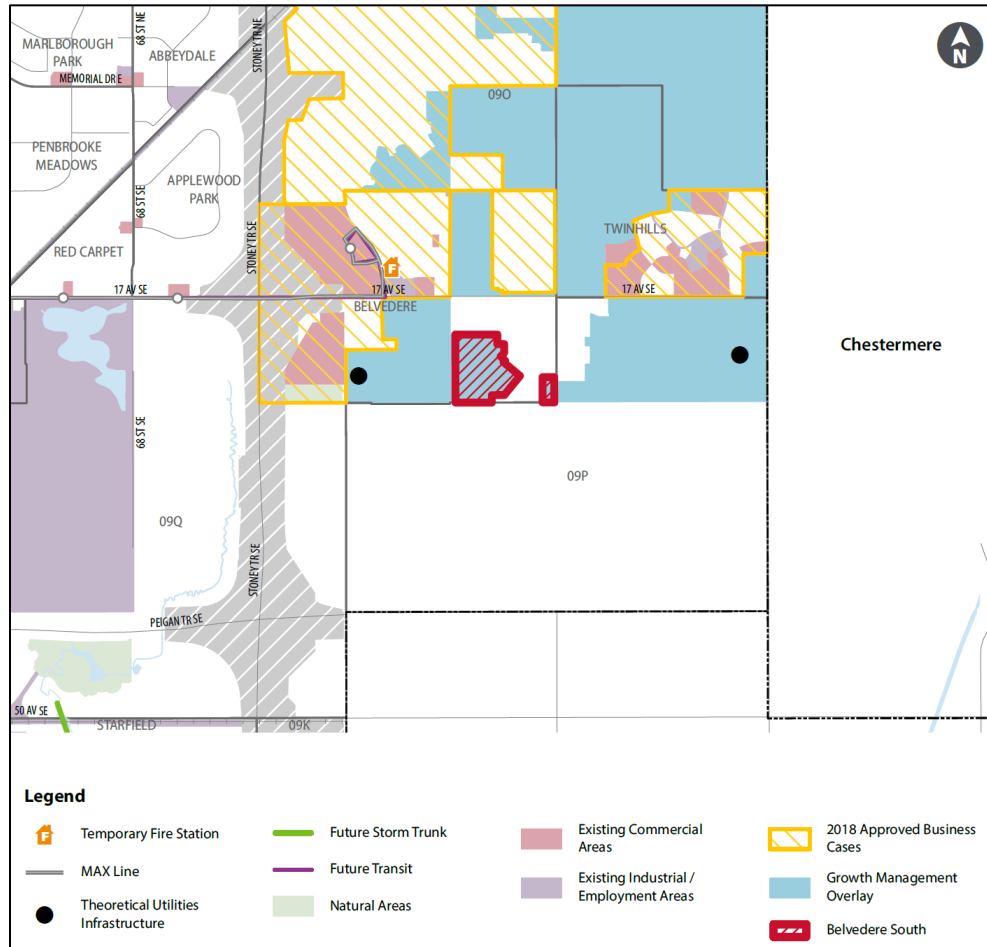 68 ST NE
STONEY TR NE
MARLBOROUGH
PARK
ABBEYDALE
MEMORIAL DR E
N
09O
PENBROOKE
MEADOWS
APPLEWOOD
PARK
68 ST SE
STONEY TR SE
RED CARPET
TWINHILLS
F
17 AV SE
17 AV SE
17 AV SE
BELVEDERE
Chestermere
68 ST SE
09P
09Q
STONEY TR SE
PEIGAN TR SE
50 AV SE
STARFIELD
09K
Legend
F
Temporary Fire Station
MAX Line
Theoretical Utilities
Infrastructure
Future Storm Trunk
Future Transit
Natural Areas
Existing Commercial
Areas
Existing Industrial /
Employment Areas
2018 Approved Business
Cases
Growth Management
Overlay
Belvedere South